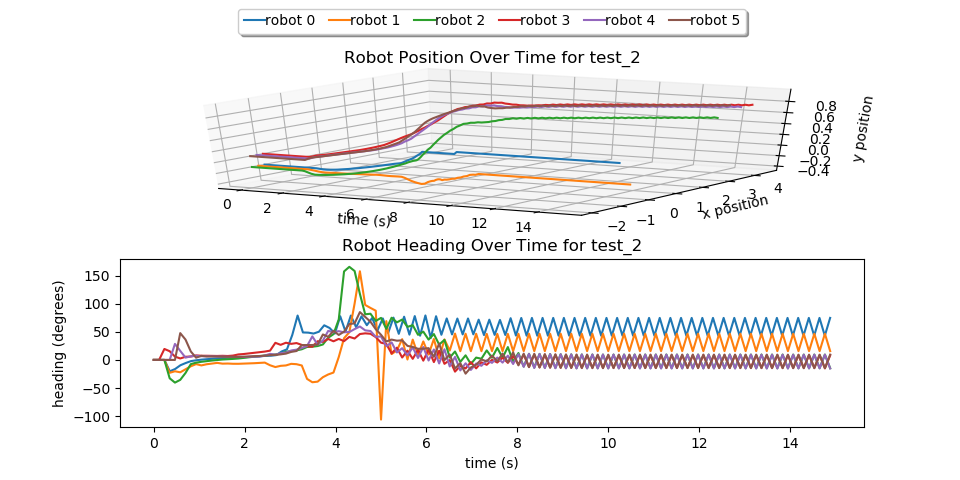 robot 0 robot 1 robot 2 robot 3 robot 4 robot 5
Robot Position Over Time for test_2
0.8
0.6
0.4
0.2
0.0
−0.2
−0.4
y position
0 2 4 6 8 10 12 14
time (s)
−2 −1 0 1 2 3 4
x position
Robot Heading Over Time for test_2
150
100
50
0
−50
−100
heading (degrees)
0 2 4 6 8 10 12 14
time (s)